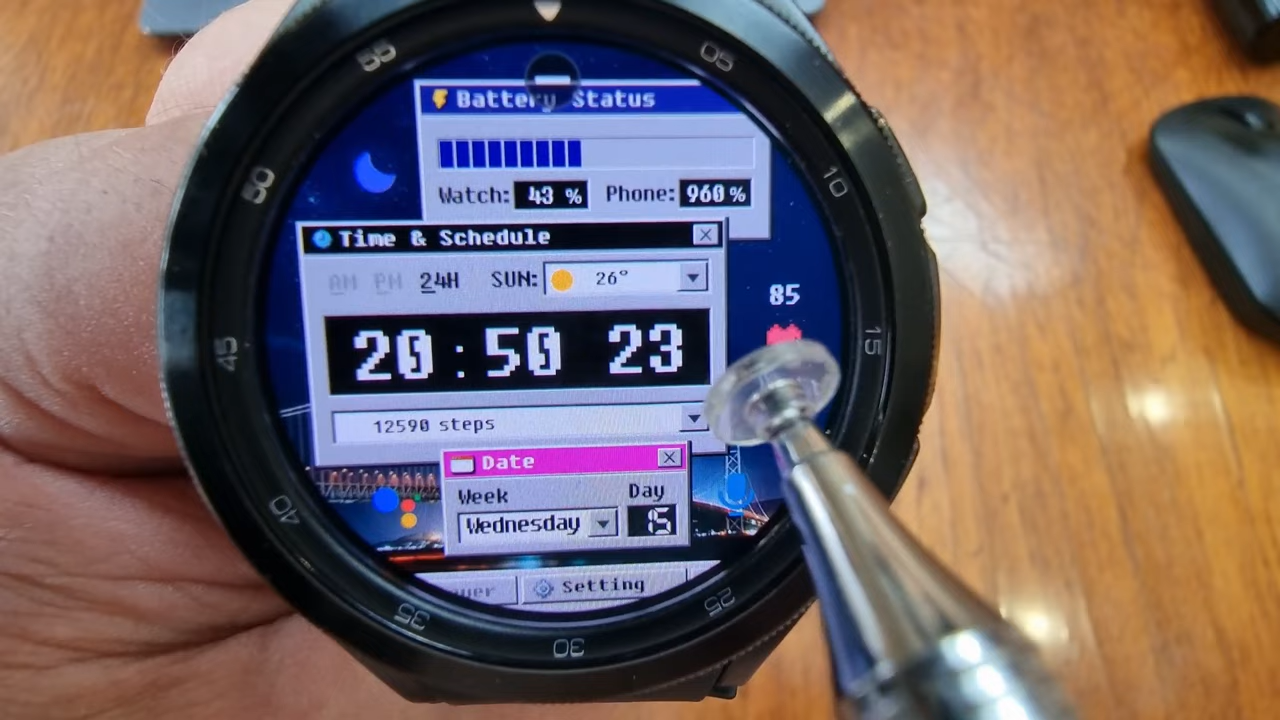 55
05
Battery Status
50
10
Watch: 43 % Phone: 960 %
Time & Schedule
AM PM 24H SUN: 26°
85
20:50 23
45
15
12590 steps
Date
Week Day
Wednesday 15
40
Setting
35
25
30